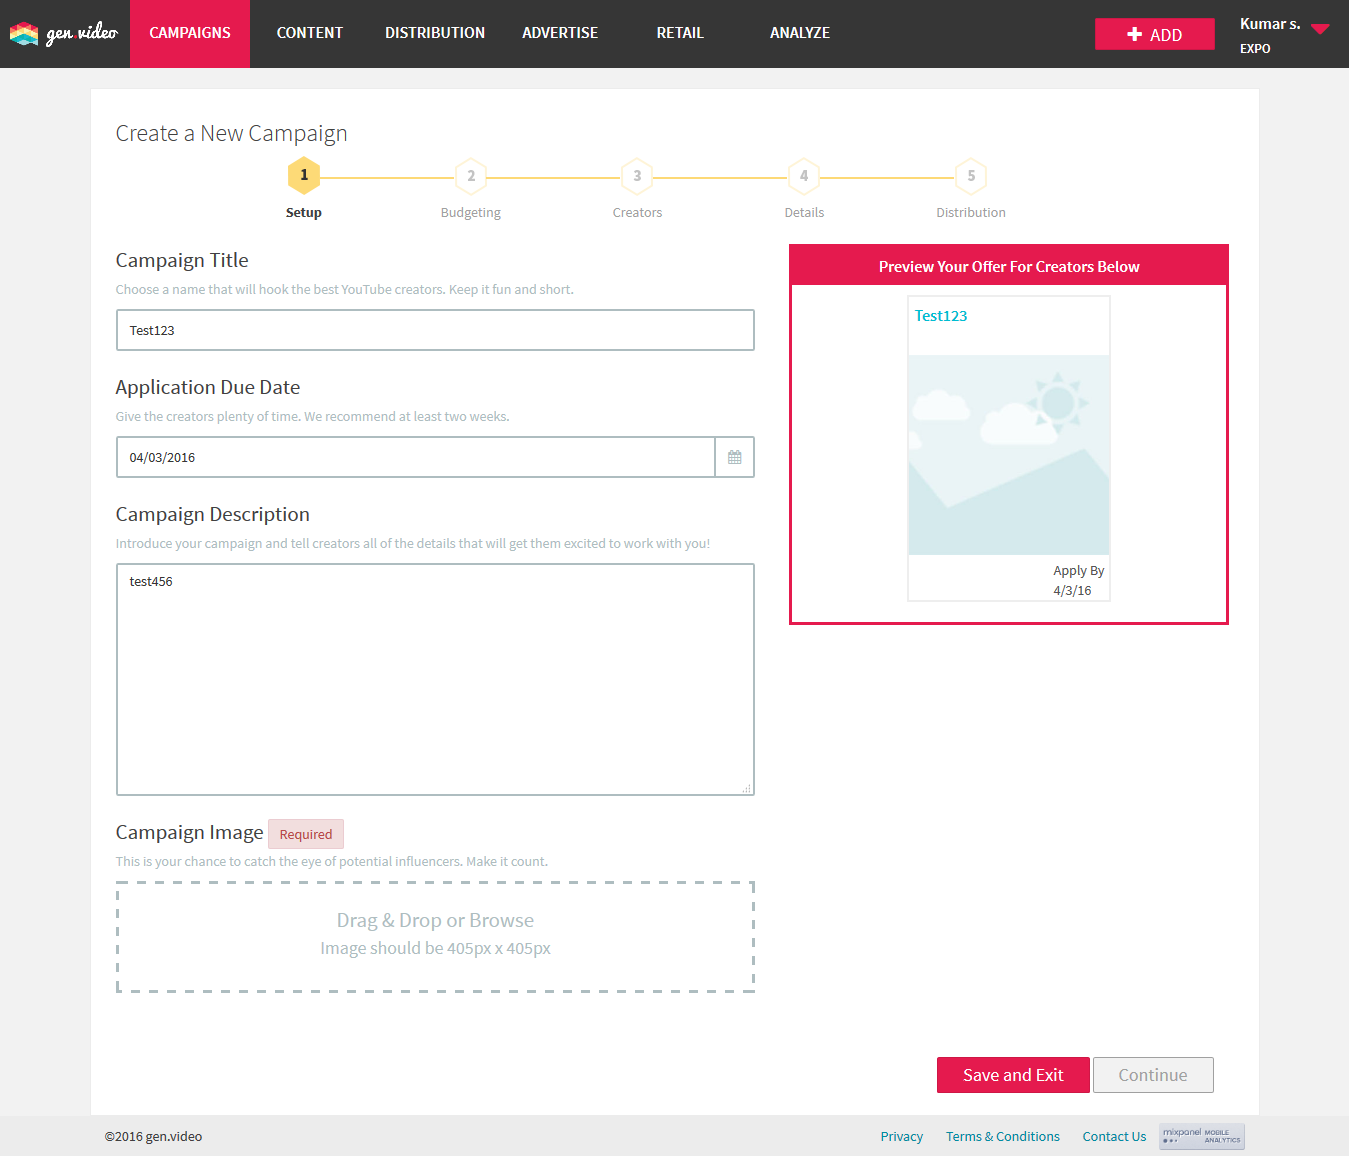 gen.video
CAMPAIGNS
CONTENT
DISTRIBUTION
ADVERTISE
RETAIL
ANALYZE
ADD
Kumar s.
EXPO
Create a New Campaign
1
2
3
4
5
Setup
Budgeting
Creators
Details
Distribution
Campaign Title
Choose a name that will hook the best YouTube creators. Keep it fun and short.
Test123
Application Due Date
Give the creators plenty of time. We recommend at least two weeks.
04/03/2016
Campaign Description
Introduce your campaign and tell creators all of the details that will get them excited to work with you!
test456
Campaign Image
Required
This is your chance to catch the eye of potential influencers. Make it count.
Drag & Drop or Browse
Image should be 405px x 405px
Preview Your Offer For Creators Below
Test123
Apply By
4/3/16
Save and Exit
Continue
©2016 gen.video
Privacy
Terms & Conditions
Contact Us
mixpanel MOBILE
ANALYTICS